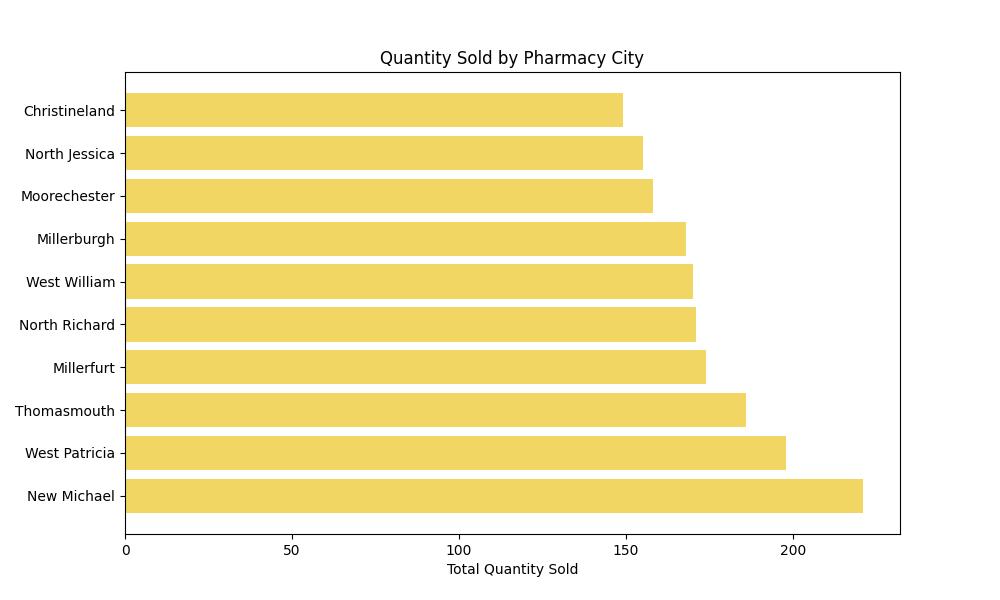 Quantity Sold by Pharmacy City
Christineland
North Jessica
Moorechester
Millerburgh
West William
North Richard
Millerfurt
Thomasmouth
West Patricia
New Michael
0 50 100 150 200
Total Quantity Sold